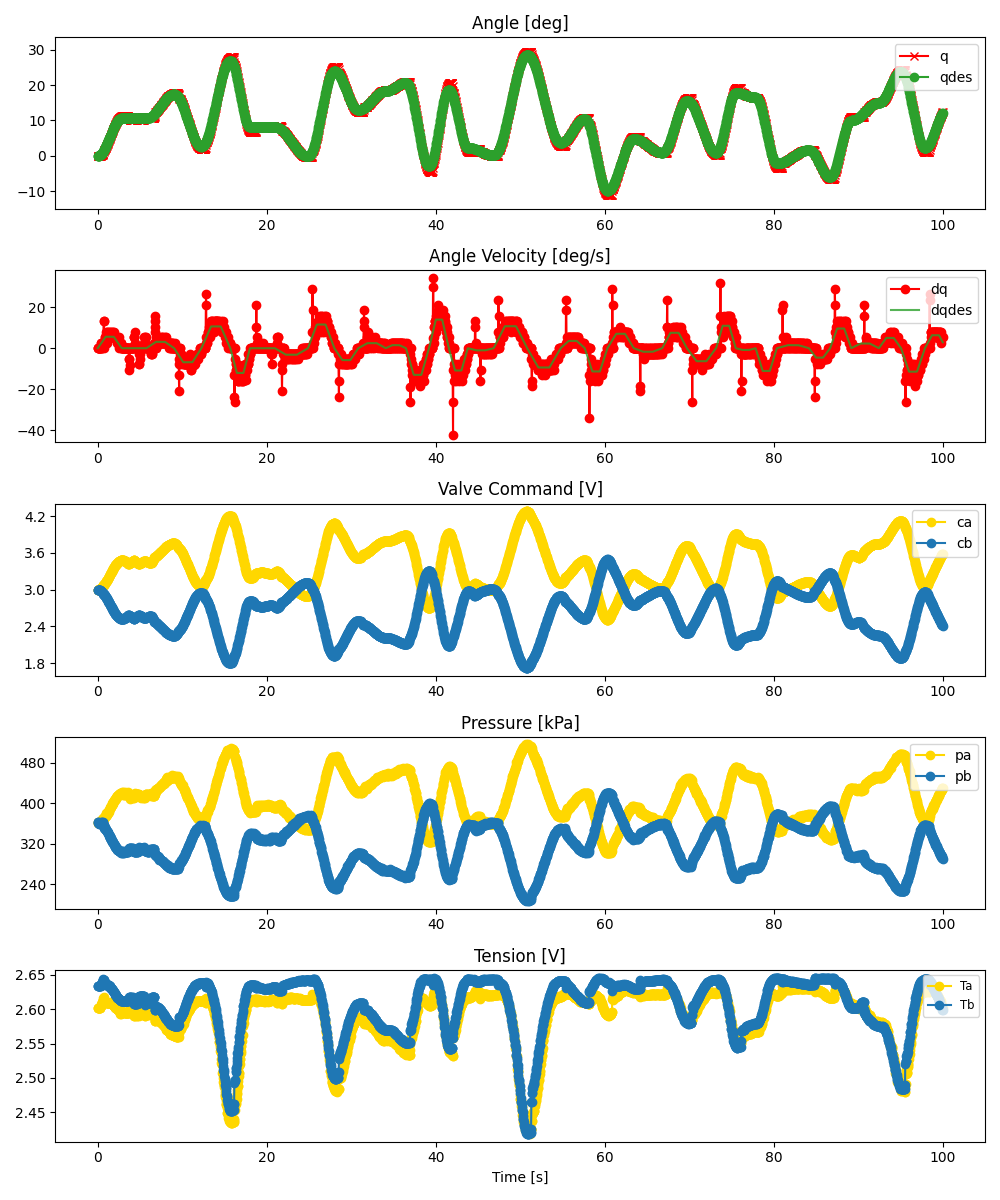 Angle [deg]
30
20
10
0
−10
q
qdes
0 20 40 60 80 100
Angle Velocity [deg/s]
20
0
−20
−40
dq
dqdes
0 20 40 60 80 100
Valve Command [V]
4.2
3.6
3.0
2.4
1.8
ca
cb
0 20 40 60 80 100
Pressure [kPa]
480
400
320
240
pa
pb
0 20 40 60 80 100
Tension [V]
2.65
2.60
2.55
2.50
2.45
Ta
Tb
0 20 40 60 80 100
Time [s]